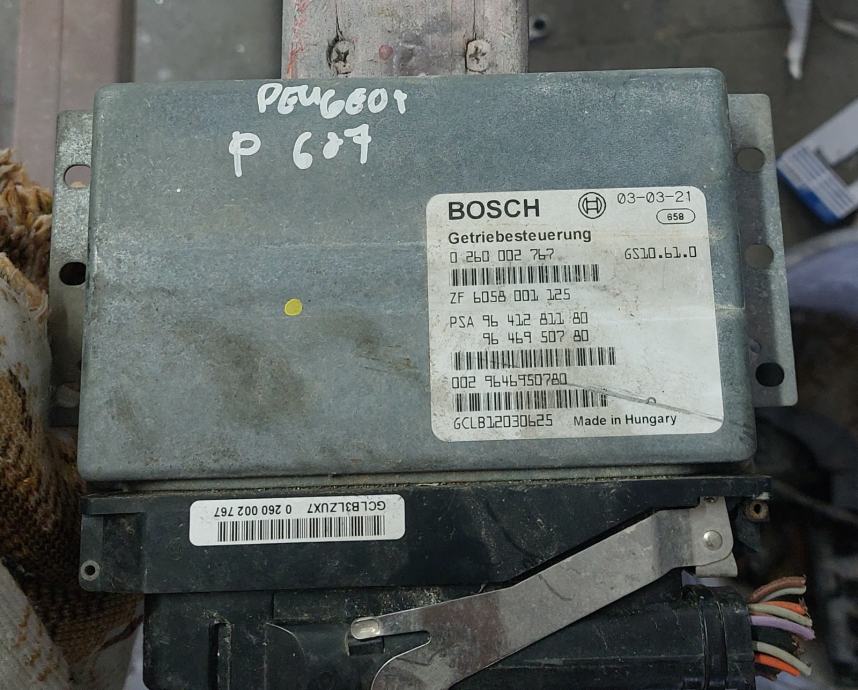 PEUGEOT
P 607
BOSCH 03-03-21
658
Getriebesteuerung
0 260 002 767 GS10.61.0
ZF 6058 001 125
PSA 96 412 811 80
96 469 507 80
002 9646950780
GCLB12030625 Made in Hungary
GCLB3LZUX7 0 260 002 767